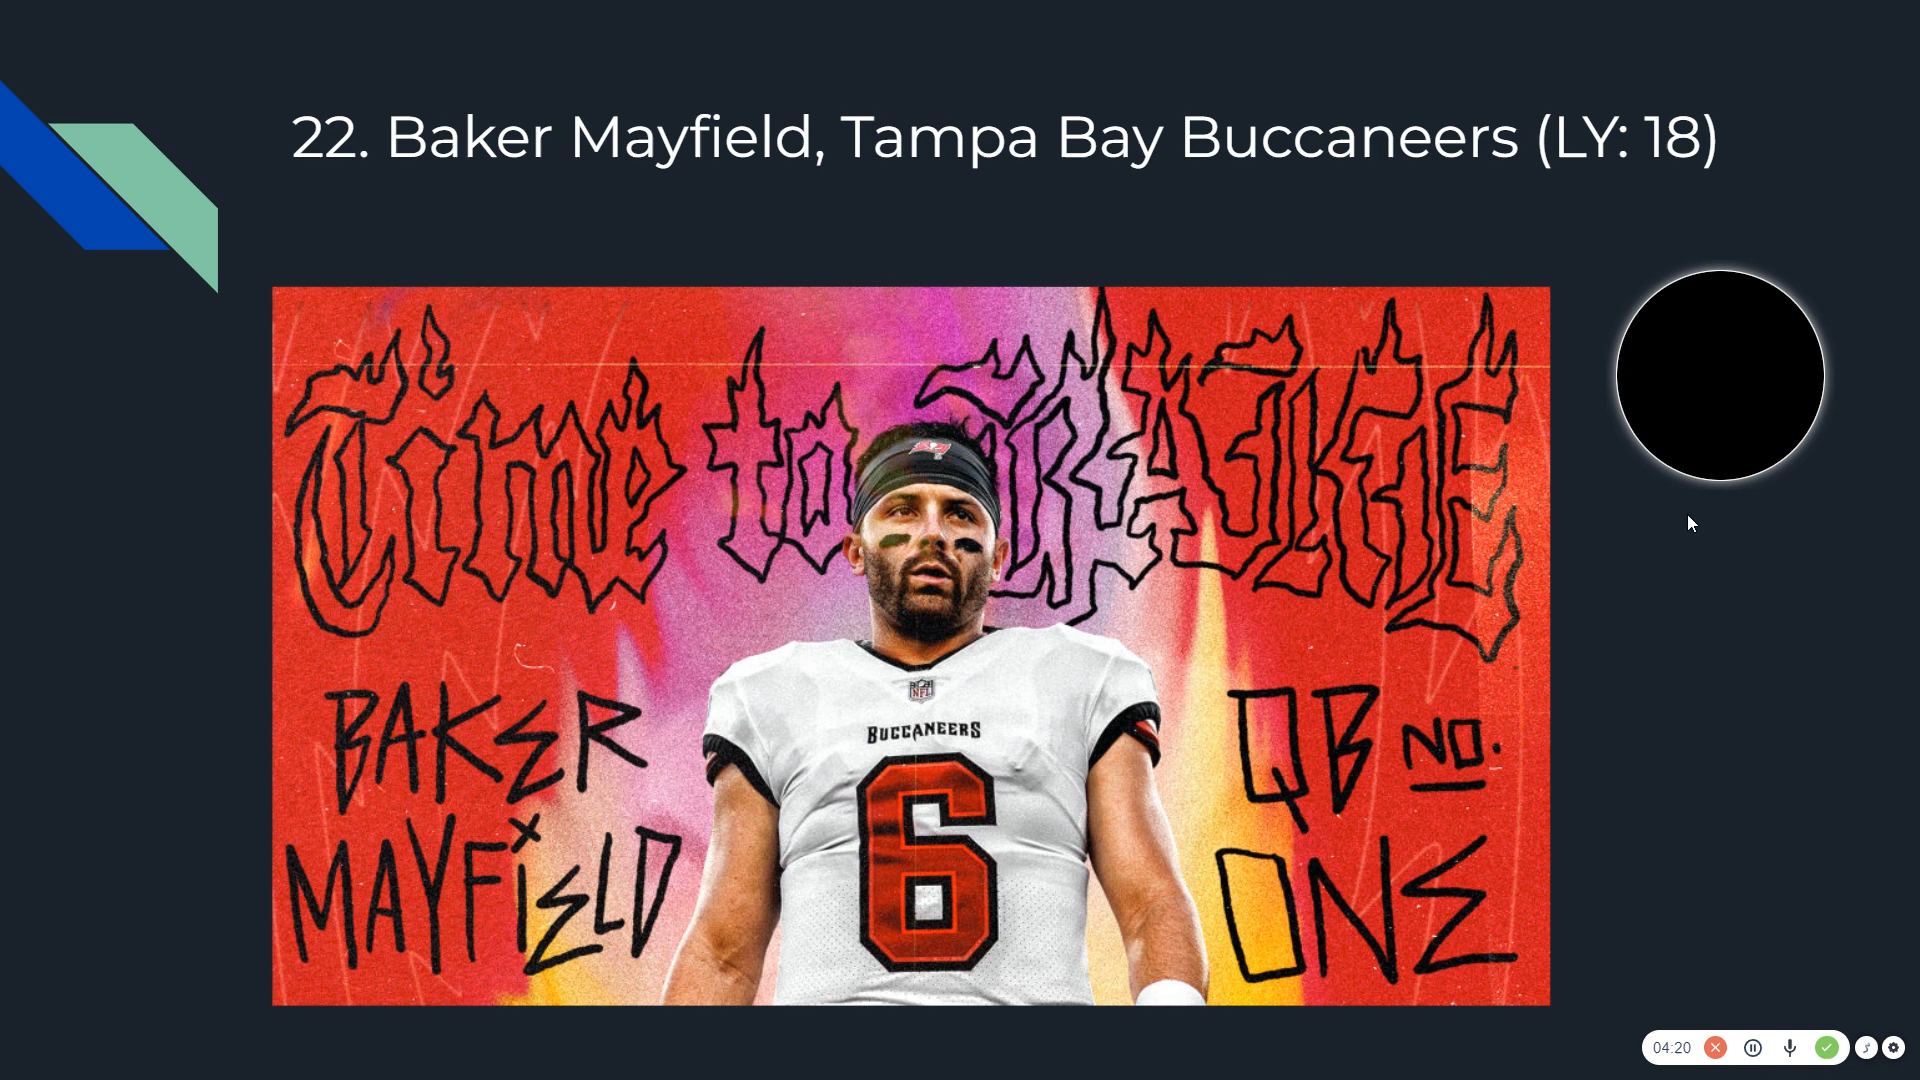 22. Baker Mayfield, Tampa Bay Buccaneers (LY: 18)
Time to BAKE
BAKER
MAYFiELD
QB NO.
ONE
NFL
BUCCANEERS
6
04:20